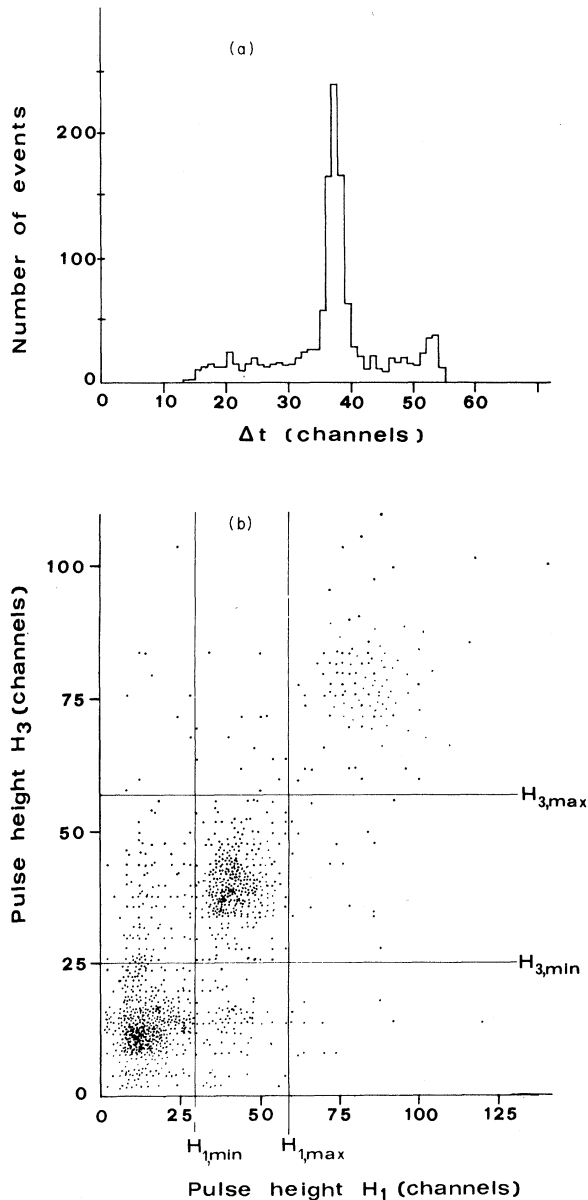 (a)
Number of events
200
100
0
0 10 20 30 40 50 60
Δt (channels)
(b)
Pulse height H3 (channels)
100
75
50
25
0
H3,max
H3,min
0 25 50 75 100 125
H1,min H1,max
Pulse height H1 (channels)